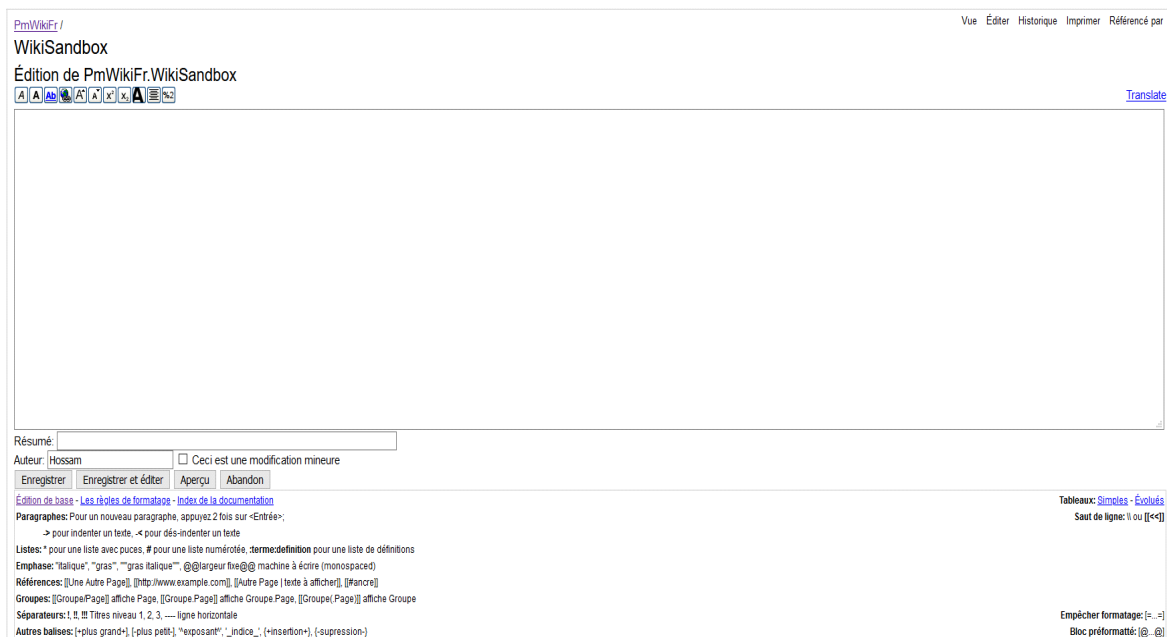 PmWikiFr /
Vue Éditer Historique Imprimer Référencé par
WikiSandbox
Édition de PmWikiFr.WikiSandbox
A A Ab A A x² x₂ A %2
Translate
Résumé:
Auteur: Hossam Ceci est une modification mineure
Enregistrer Enregistrer et éditer Aperçu Abandon
Édition de base - Les règles de formatage - Index de la documentation
Tableaux: Simples - Évolués
Paragraphes: Pour un nouveau paragraphe, appuyez 2 fois sur <Entrée>;
Saut de ligne: \\ ou [[<<]]
-> pour indenter un texte, -< pour dés-indenter un texte
Listes: * pour une liste avec puces, # pour une liste numérotée, :terme:definition pour une liste de définitions
Emphase: ''italique'', '''gras''', '''''gras italique''''', @@largeur fixe@@ machine à écrire (monospaced)
Références: [[Une Autre Page]], [[http://www.example.com]], [[Autre Page | texte à afficher]], [[#ancre]]
Groupes: [[Groupe/Page]] affiche Page, [[Groupe.Page]] affiche Groupe.Page, [[Groupe(.Page)]] affiche Groupe
Séparateurs: !, !!, !!! Titres niveau 1, 2, 3, ---- ligne horizontale
Empêcher formatage: [=...=]
Autres balises: [+plus grand+], [-plus petit-], '^exposant^', '_indice_', {+insertion+}, {-supression-}
Bloc préformatté: [@...@]